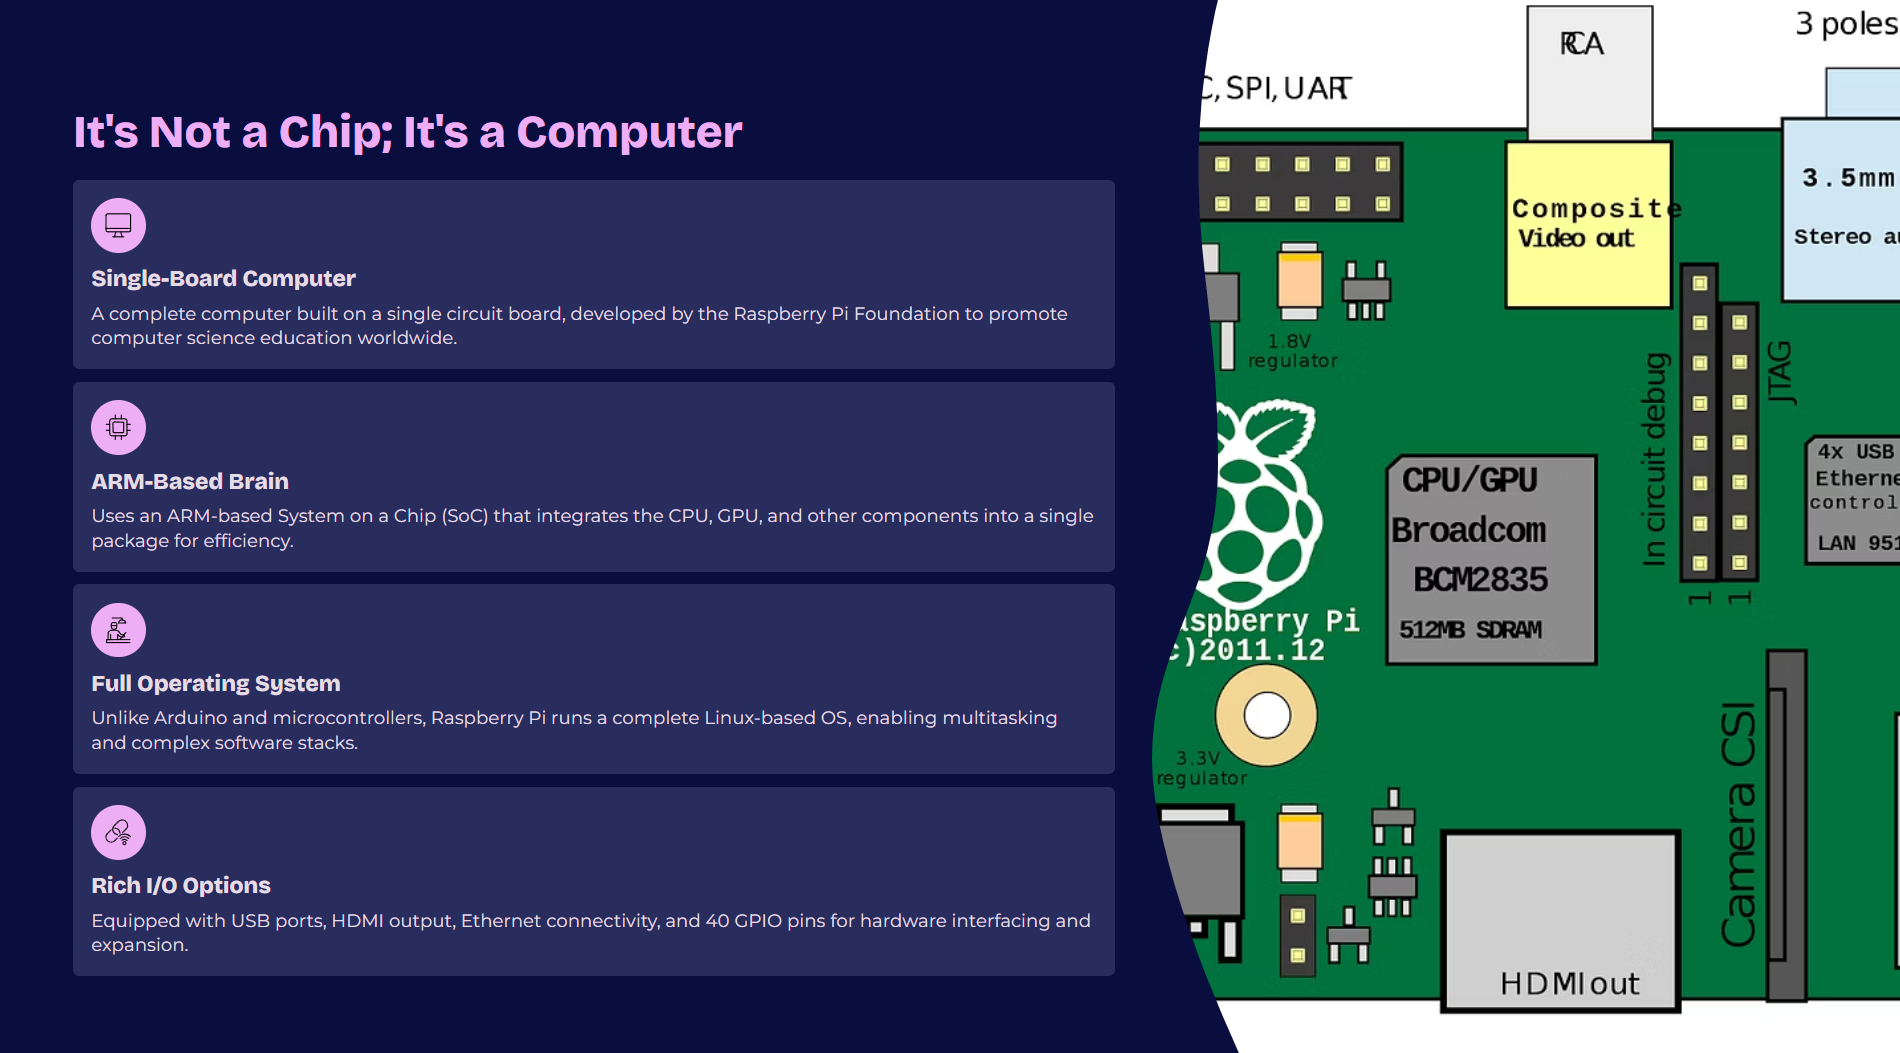 It's Not a Chip; It's a Computer
Single-Board Computer
A complete computer built on a single circuit board, developed by the Raspberry Pi Foundation to promote
computer science education worldwide.
ARM-Based Brain
Uses an ARM-based System on a Chip (SoC) that integrates the CPU, GPU, and other components into a single
package for efficiency.
Full Operating System
Unlike Arduino and microcontrollers, Raspberry Pi runs a complete Linux-based OS, enabling multitasking
and complex software stacks.
Rich I/O Options
Equipped with USB ports, HDMI output, Ethernet connectivity, and 40 GPIO pins for hardware interfacing and
expansion.
RCA
3 poles
C, SPI, UART
Composite
Video out
3.5mm
Stereo
1.8V
regulator
In circuit debug
JTAG
1
1
CPU/GPU
Broadcom
BCM2835
512MB SDRAM
4x USB
Etherne
control
LAN 951
aspberry Pi
c)2011.12
3.3V
regulator
Camera CSI
HDMI out